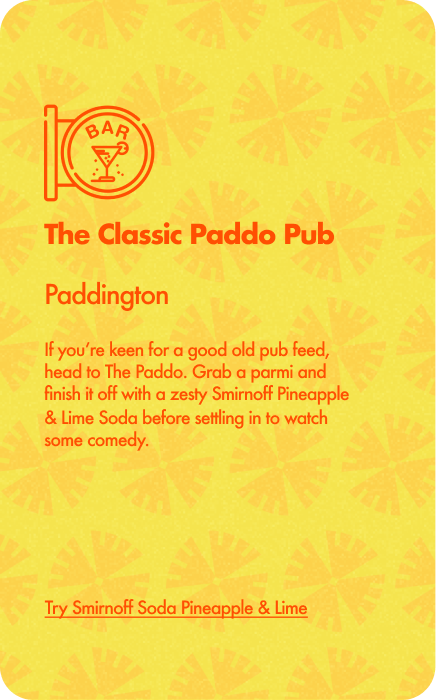 BAR
The Classic Paddo Pub
Paddington
If you’re keen for a good old pub feed,
head to The Paddo. Grab a parmi and
finish it off with a zesty Smirnoff Pineapple
& Lime Soda before settling in to watch
some comedy.
Try Smirnoff Soda Pineapple & Lime